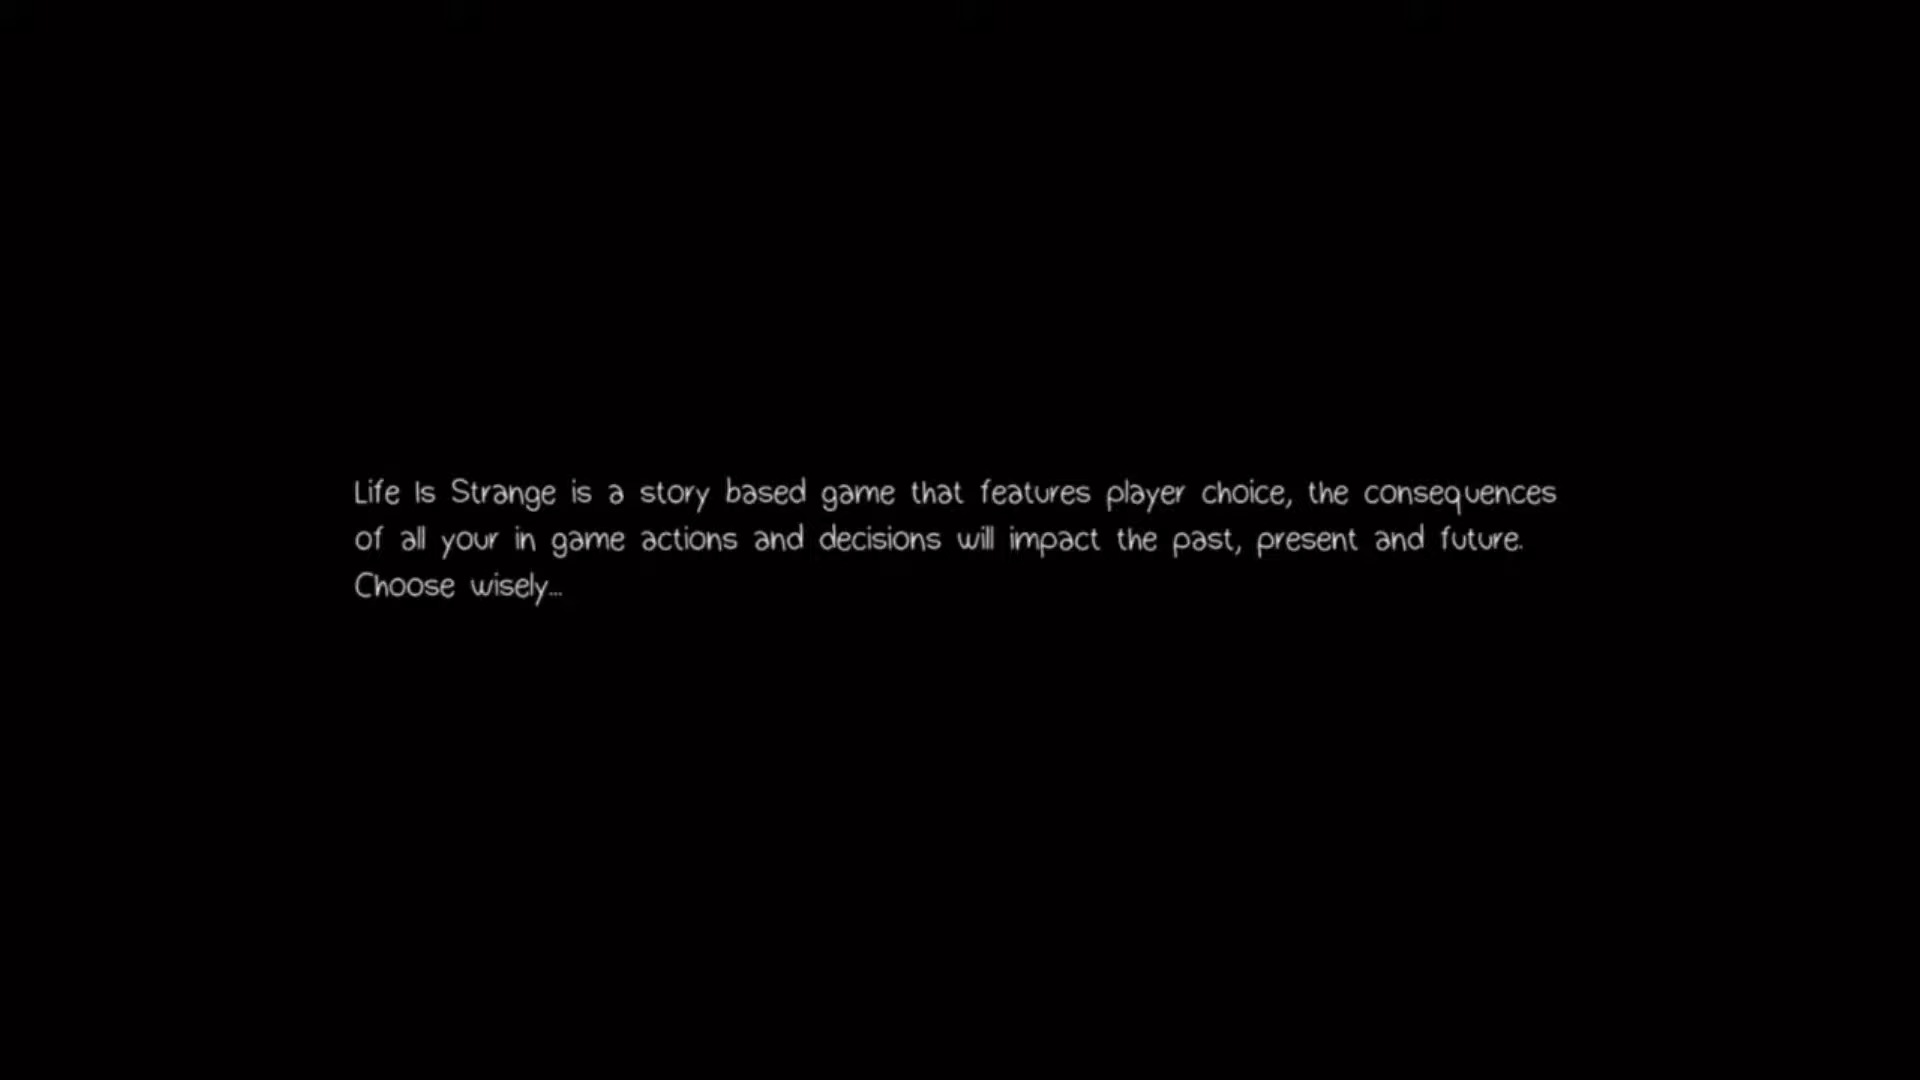 Life Is Strange is a story based game that features player choice, the consequences
of all your in game actions and decisions will impact the past, present and future.
Choose wisely...